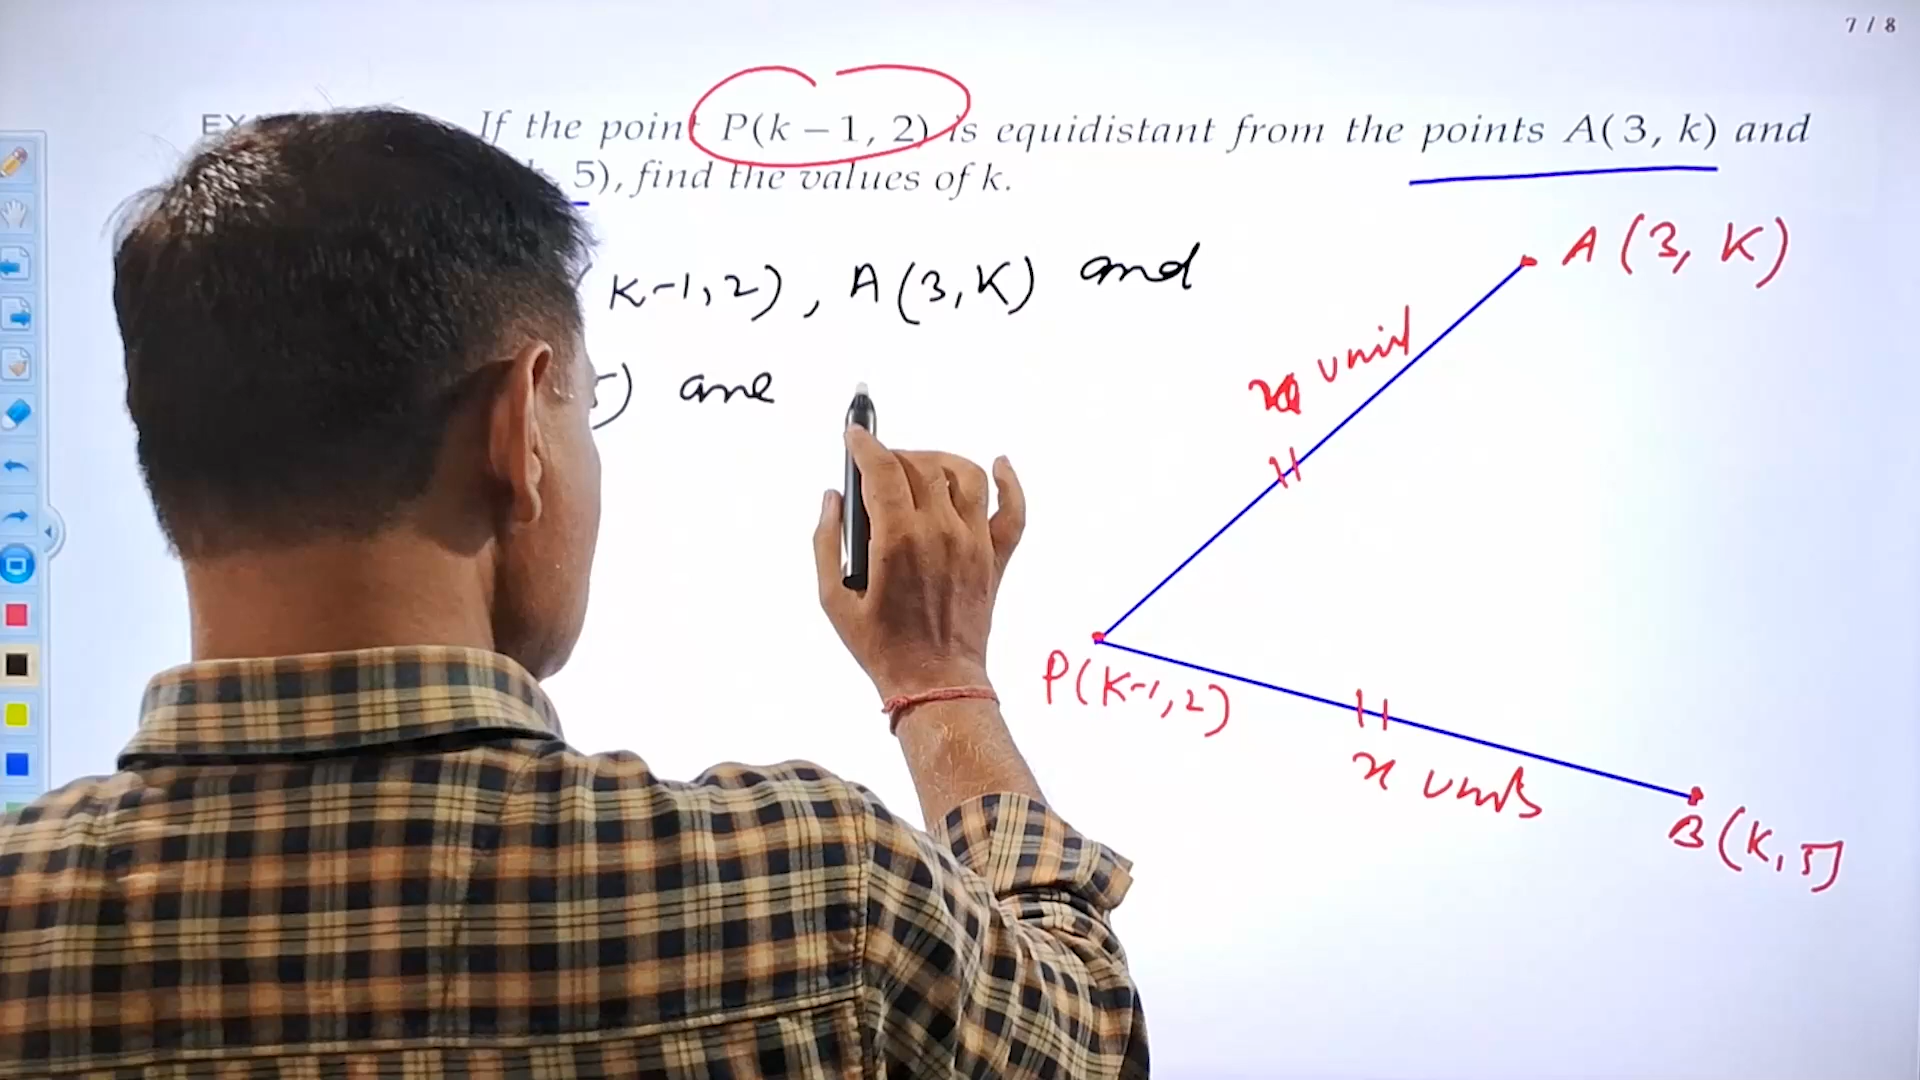 7 / 8
If the point P(k – 1, 2) is equidistant from the points A(3, k) and
5), find the values of k.
K-1, 2), A(3, K) and
5) are
A (3, K)
unit
P(K-1, 2)
x units
B (K, 5)